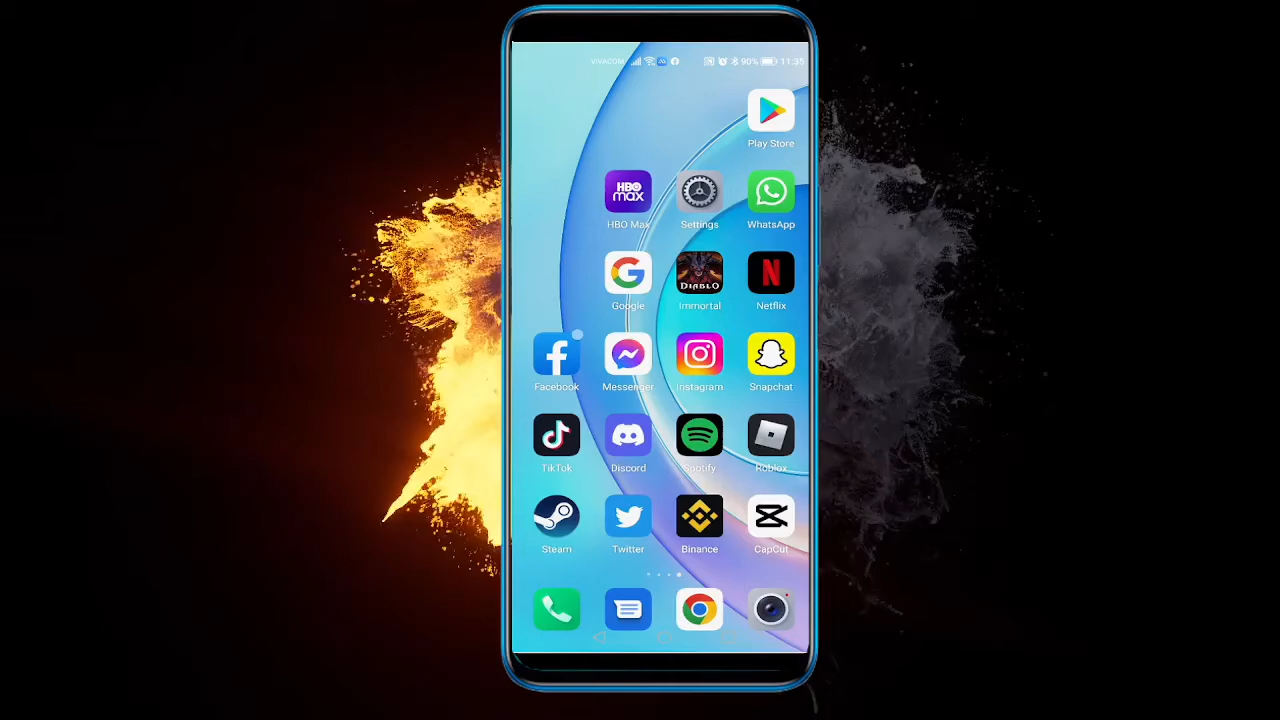 VIVACOM 90% 11:35
Play Store
HBO max
HBO Max Settings WhatsApp
DIABLO N
Google Immortal Netflix
Facebook Messenger Instagram Snapchat
TikTok Discord Spotify Roblox
Steam Twitter Binance CapCut